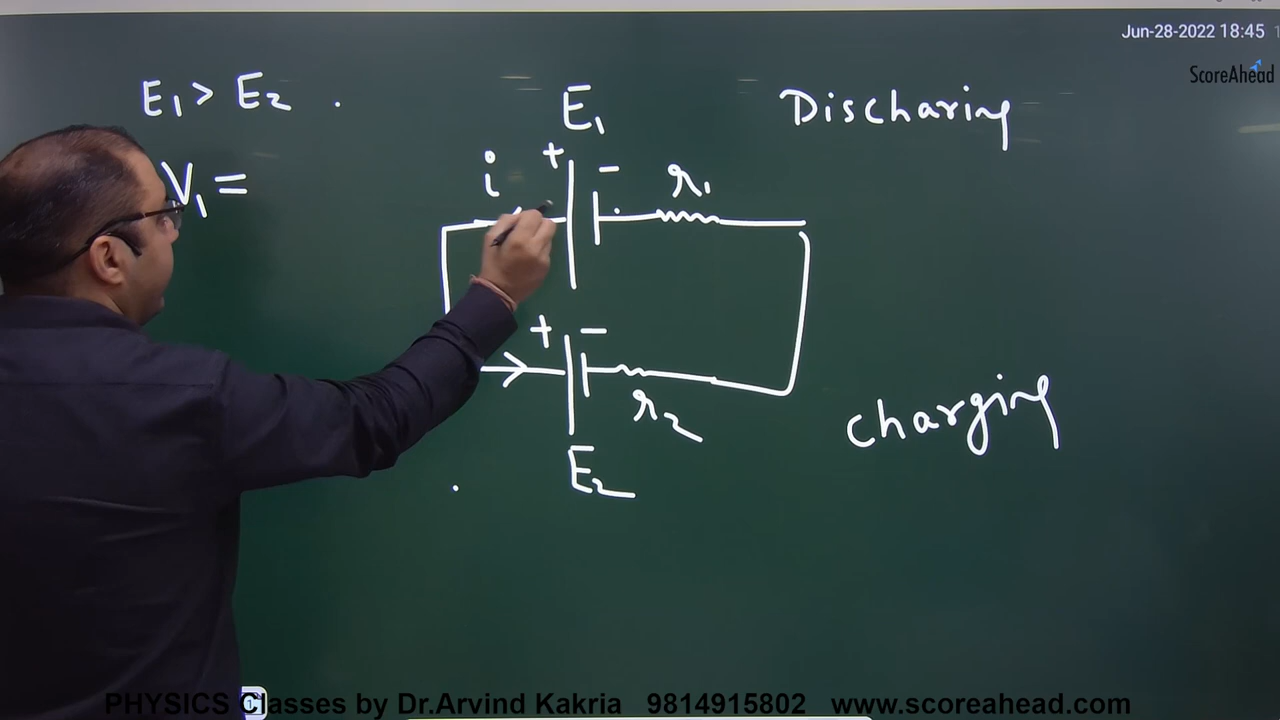 Jun-28-2022 18:45
ScoreAhead
E1 > E2 .
E1
Discharing
V1 =
i
+
-
r1
+
-
r2
charging
E2
PHYSICS Classes by Dr.Arvind Kakria 9814915802 www.scoreahead.com